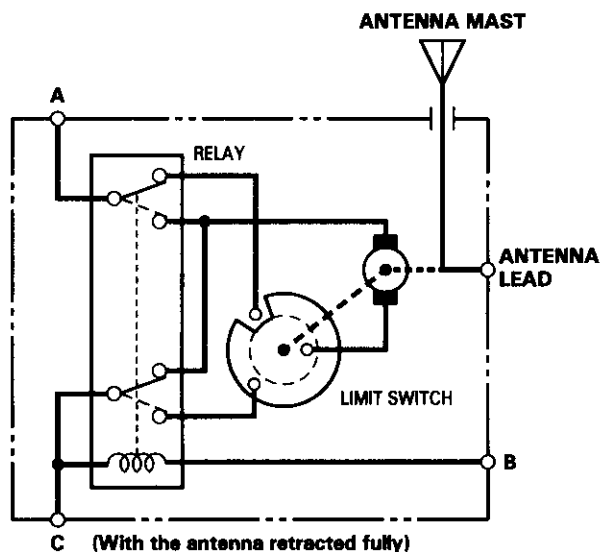 ANTENNA MAST
A
RELAY
ANTENNA
LEAD
LIMIT SWITCH
B
C (With the antenna retracted fully)